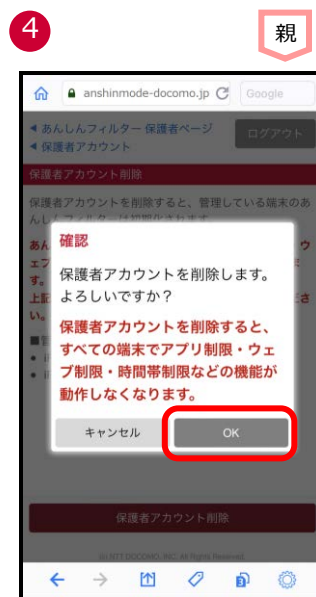 4
親
anshinmode-docomo.jp
Google
あんしんフィルター 保護者ページ
保護者アカウント
ログアウト
保護者アカウント削除
保護者アカウントを削除すると、管理している端末のあ
確認
保護者アカウントを削除します。
よろしいですか？
保護者アカウントを削除すると、
すべての端末でアプリ制限・ウェ
ブ制限・時間帯制限などの機能が
動作しなくなります。
キャンセル
OK
保護者アカウント削除
(c) NTT DOCOMO, INC. All Rights Reserved.